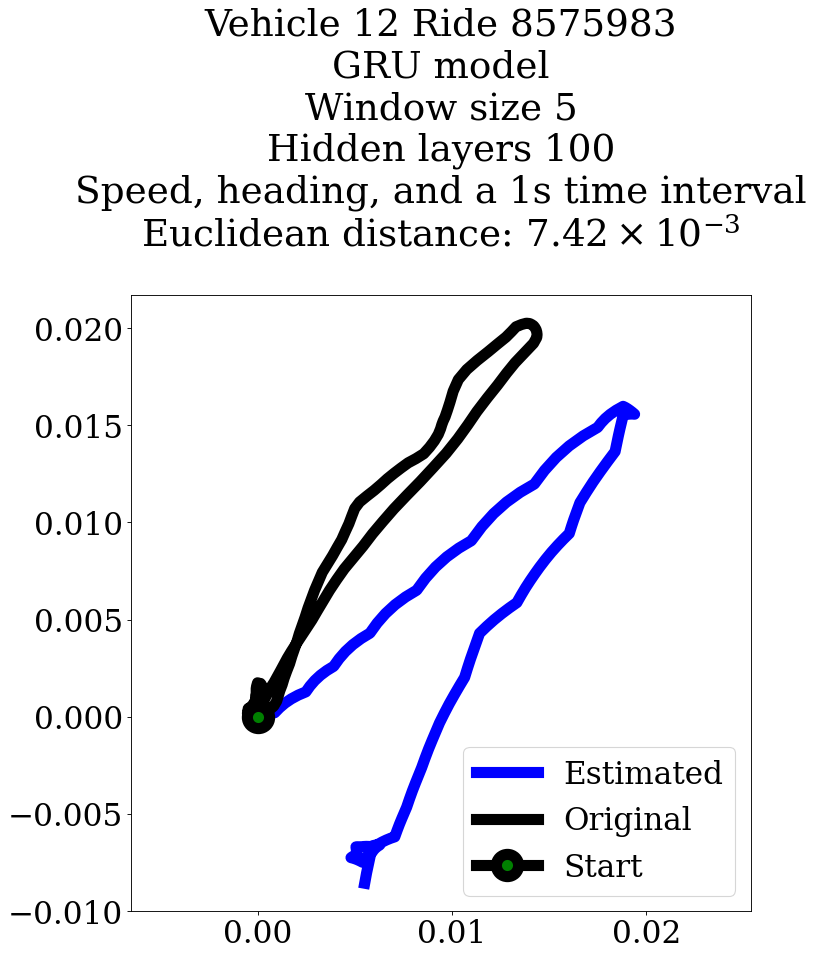 Vehicle 12 Ride 8575983
GRU model
Window size 5
Hidden layers 100
Speed, heading, and a 1s time interval
Euclidean distance: 7.42 × 10⁻³
0.020
0.015
0.010
0.005
0.000
−0.005
−0.010
Estimated
Original
Start
0.00 0.01 0.02